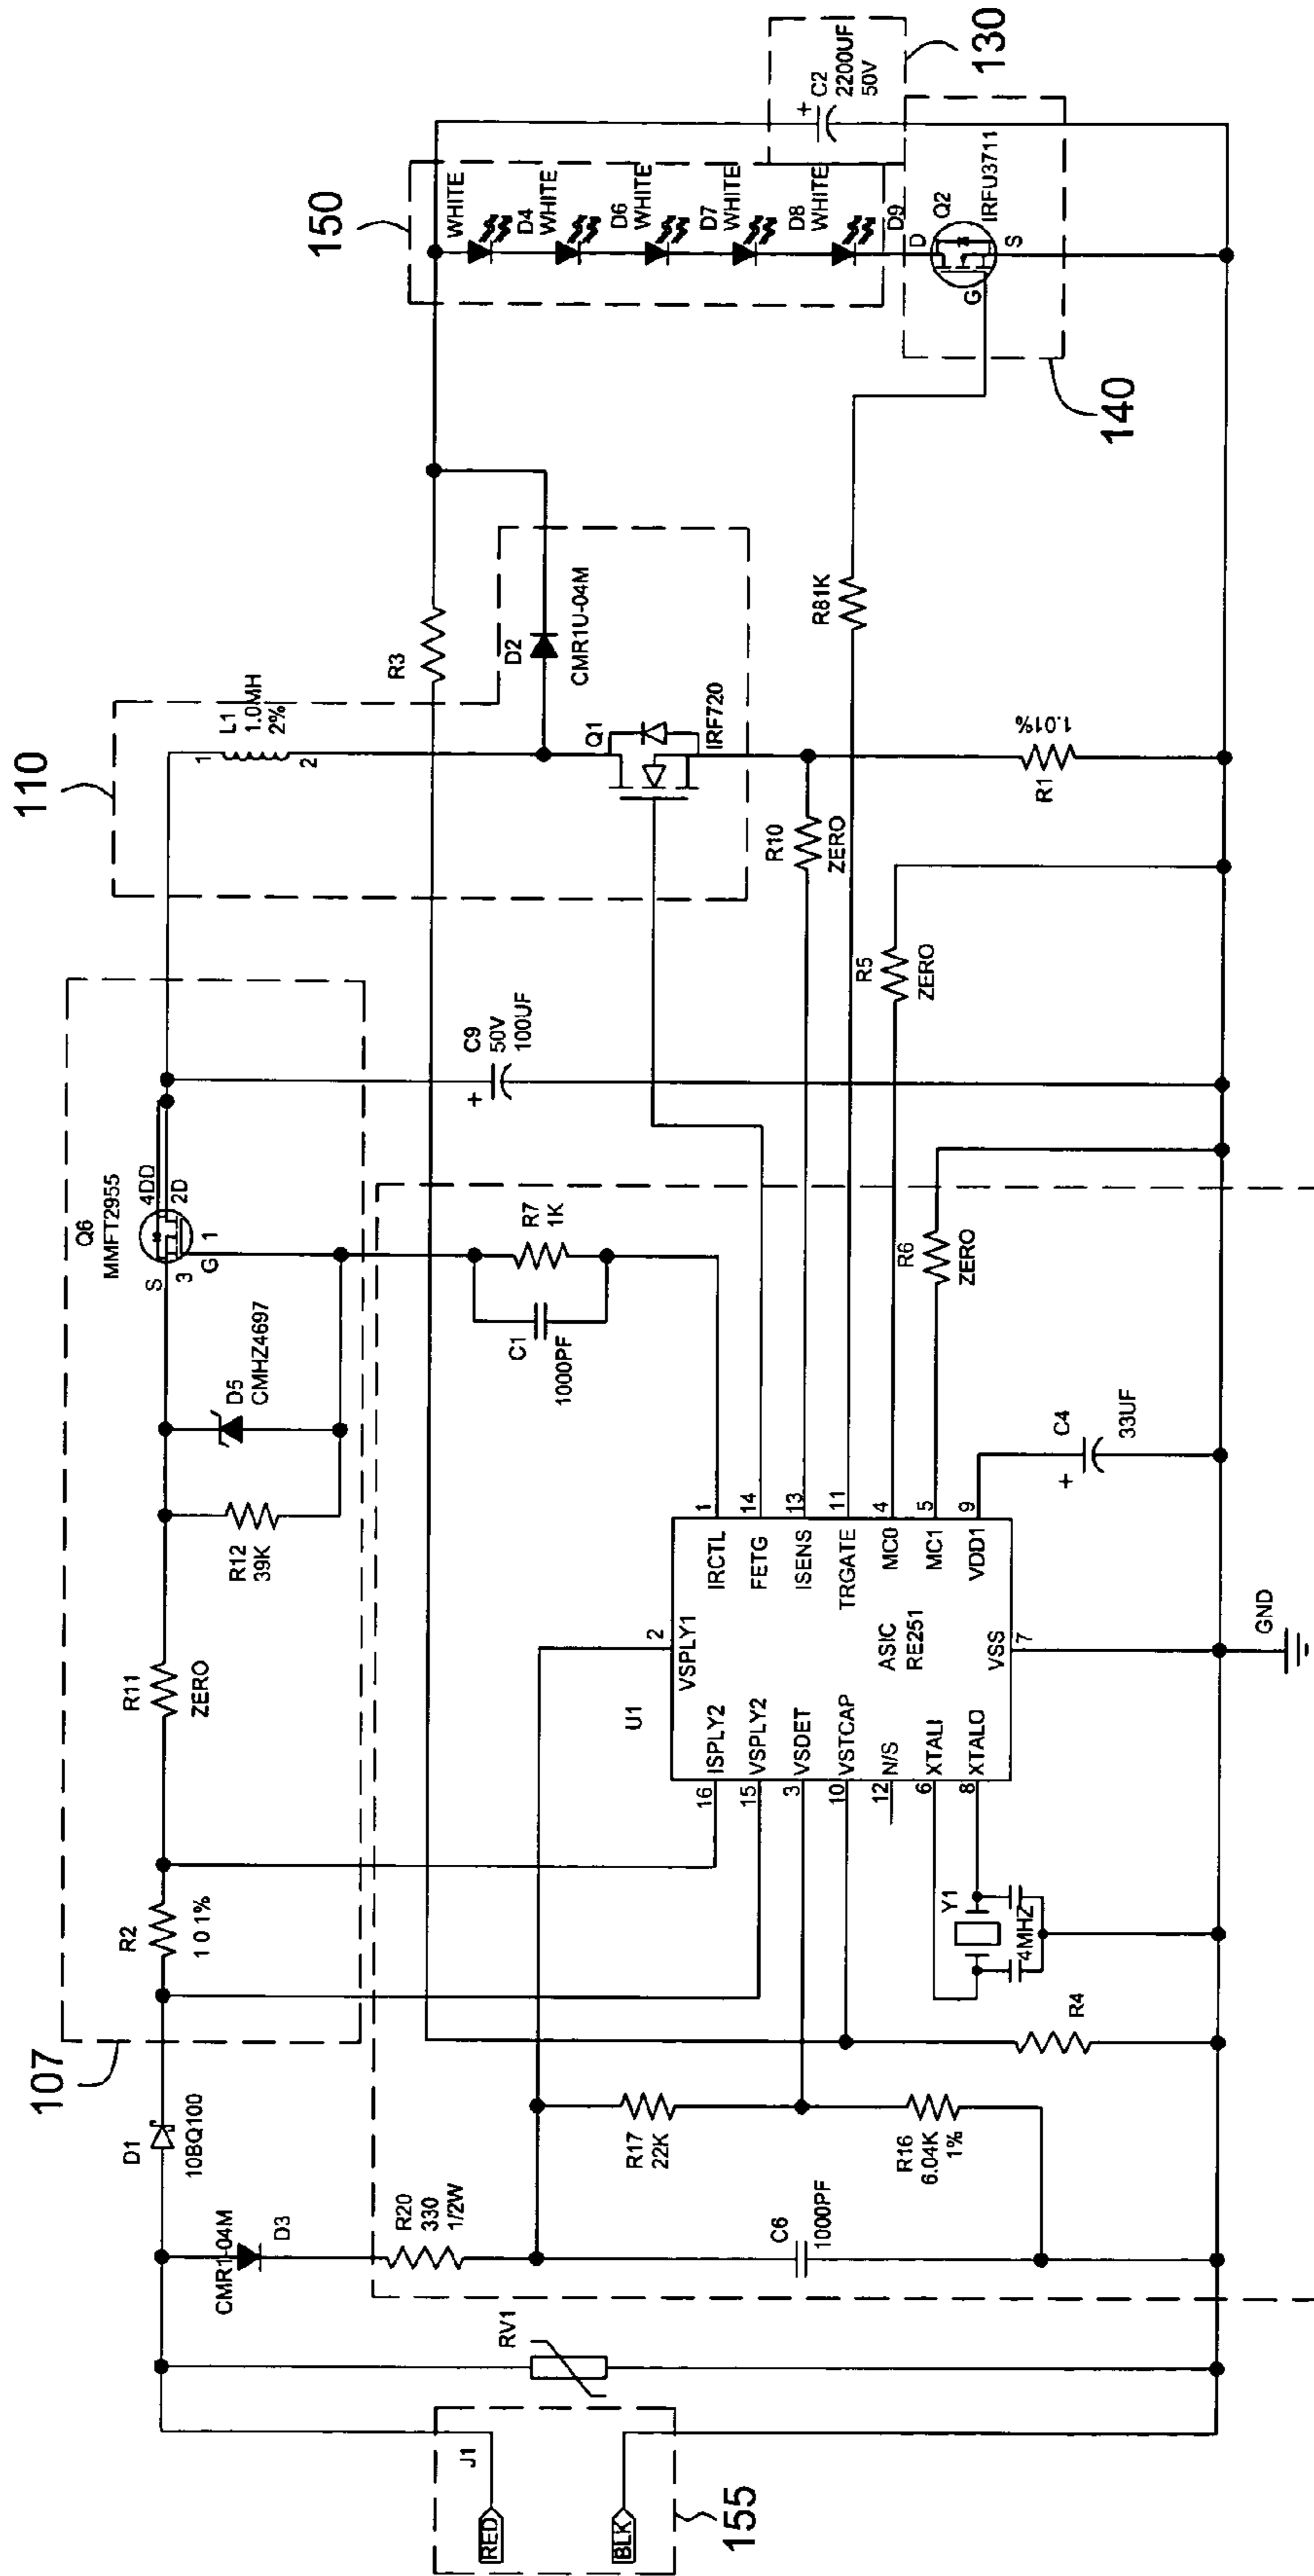 107
110
150
130
140
155
J1
RED
BLK
RV1
D1
10BQ100
CMR1-04M
D3
R20
330
1/2W
R17
22K
R16
6.04K
1%
C6
1000PF
R2
1 0 1%
R11
ZERO
R12
39K
D5
CMHZ4697
Q6
MMFT2955
S
3
G
1
4DD
2D
C1
1000PF
R7
1K
C9
50V
100UF
+
L1
1.0MH
2%
1
2
R3
D2
CMR1U-04M
Q1
IRF720
R10
ZERO
R1
1.01%
R81K
R5
ZERO
R6
ZERO
C4
33UF
+
U1
VSPLY1
2
ISPLY2
16
VSPLY2
15
VSDET
3
VSTCAP
10
N/S
12
XTALI
6
XTALO
8
IRCTL
1
FETG
14
ISENS
13
TRGATE
11
MC0
4
MC1
5
VDD1
9
ASIC
RE251
VSS
7
GND
Y1
4MHZ
R4
WHITE
D4
WHITE
D6
WHITE
D7
WHITE
D8
WHITE
D9
D
G
S
Q2
IRFU3711
+
C2
2200UF
50V